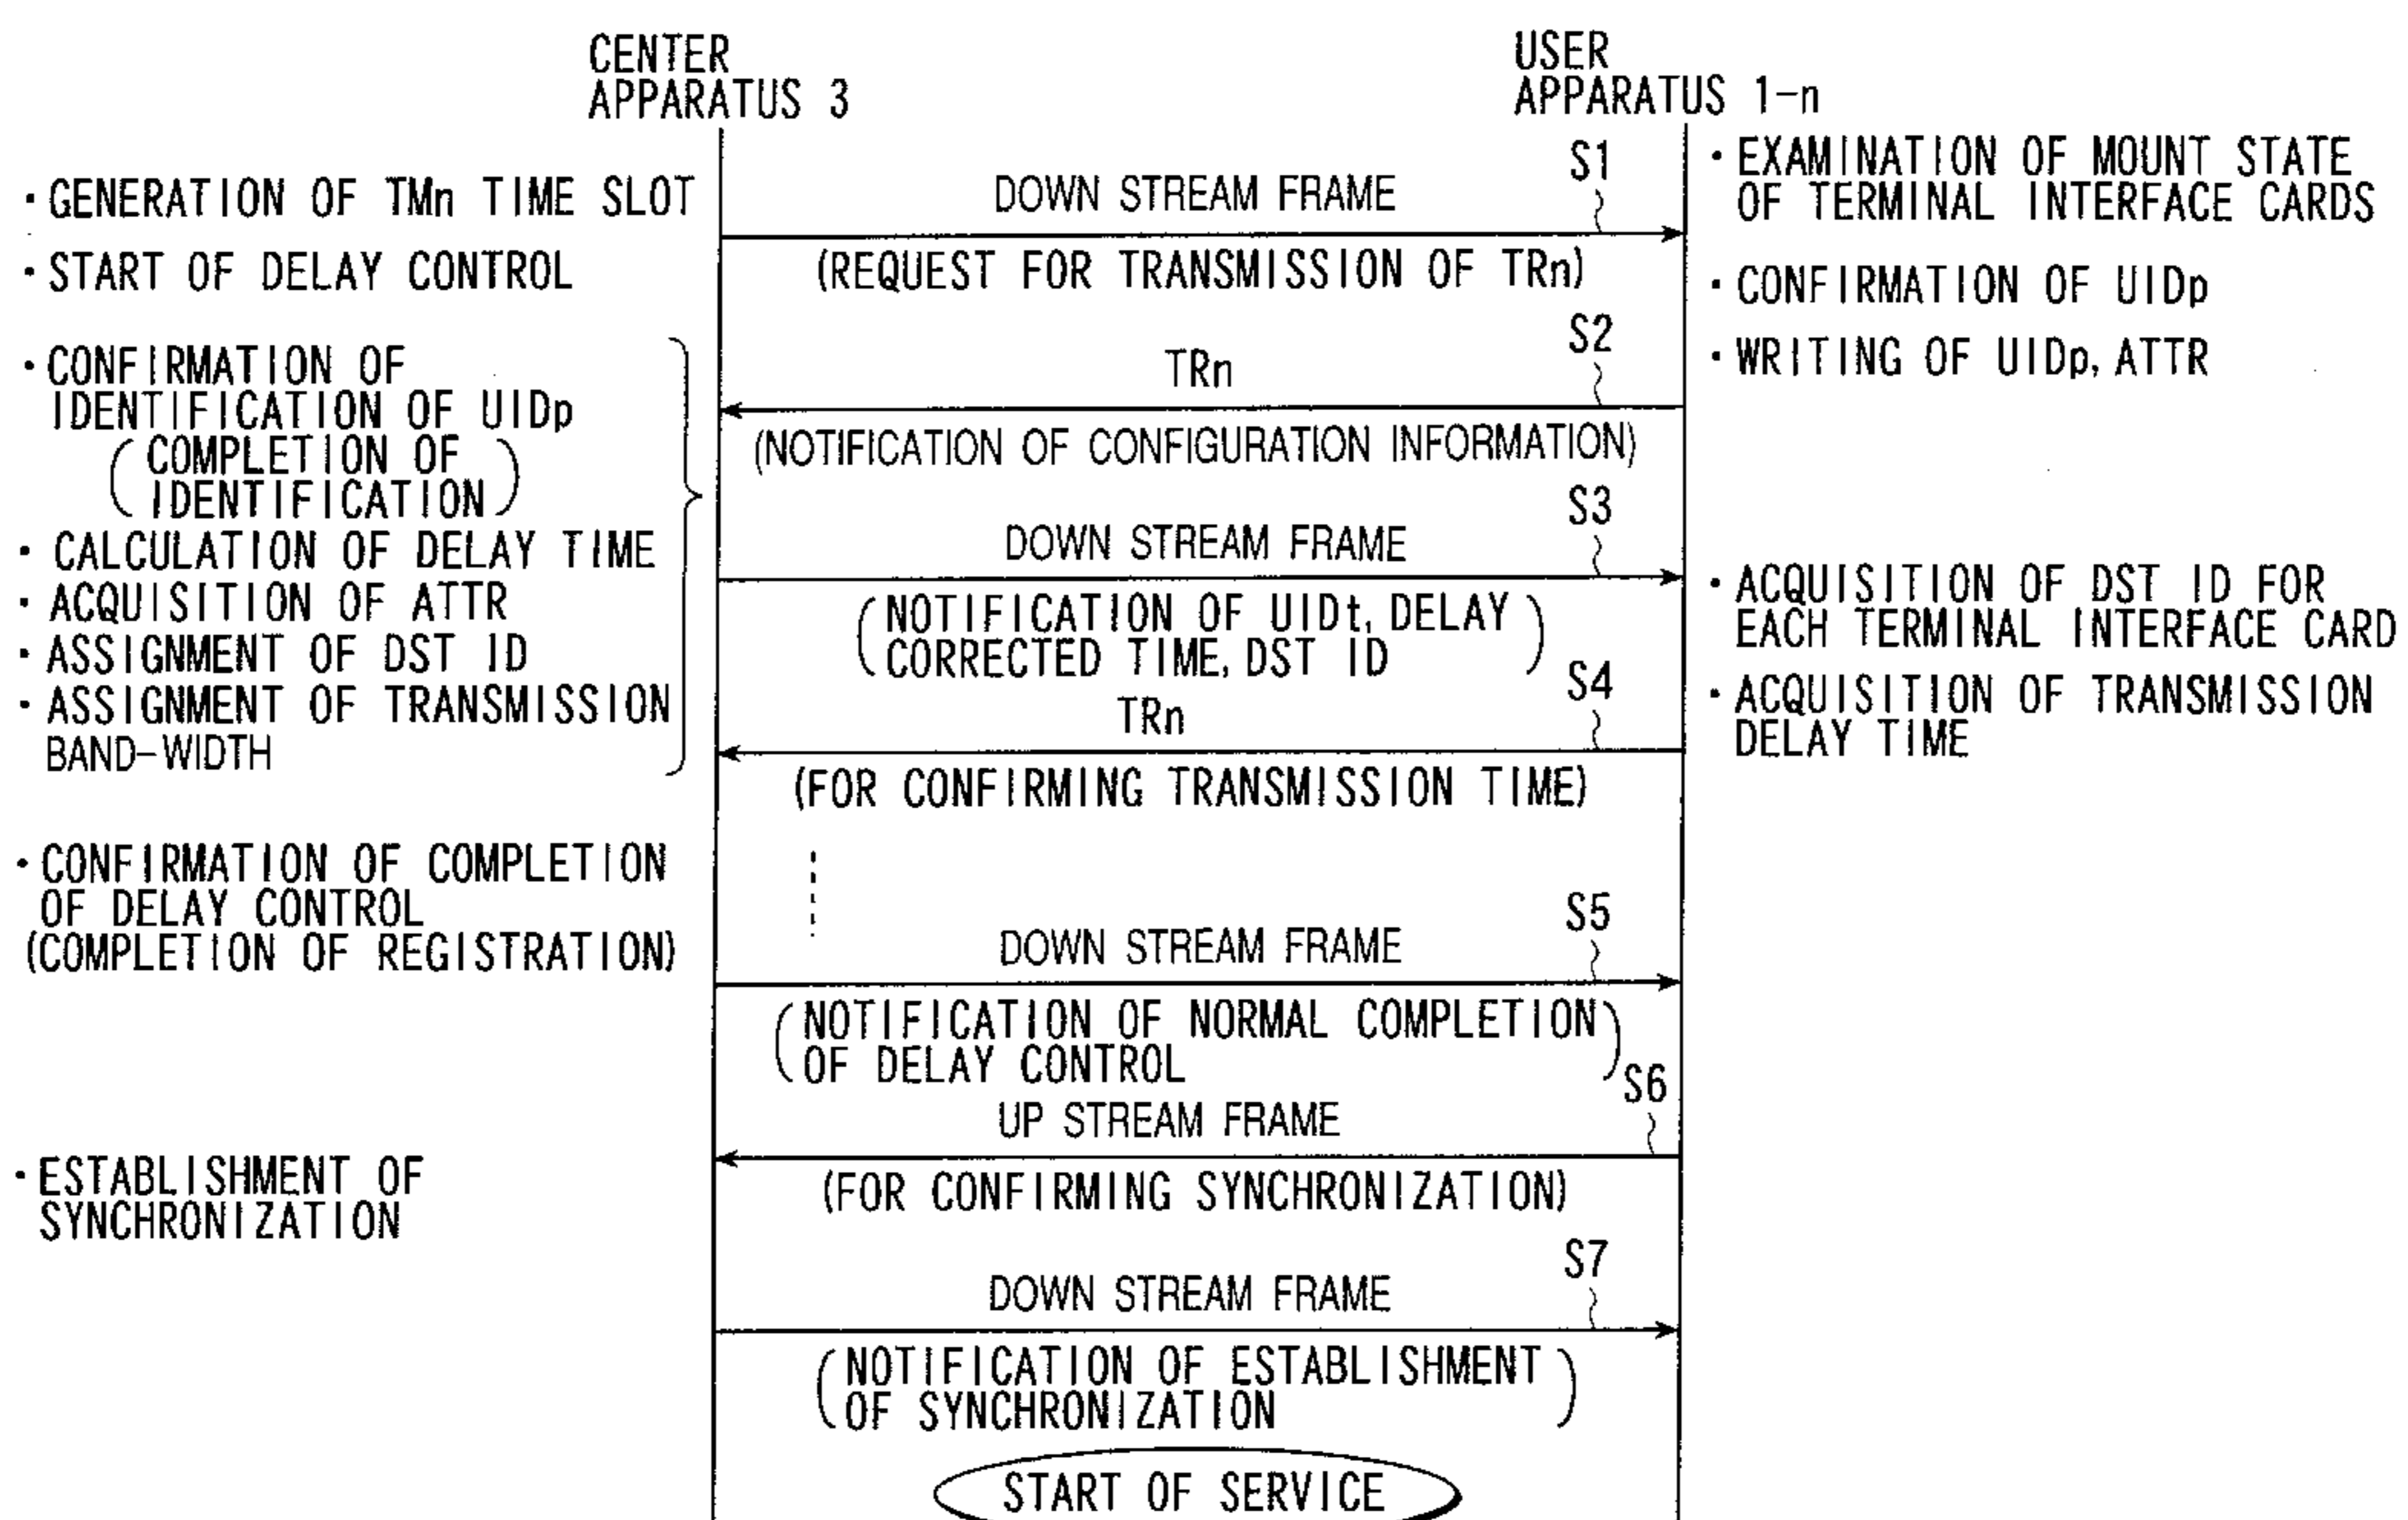 CENTER
APPARATUS 3
USER
APPARATUS 1-n
・GENERATION OF TMn TIME SLOT
・START OF DELAY CONTROL
S1
DOWN STREAM FRAME
(REQUEST FOR TRANSMISSION OF TRn)
・EXAMINATION OF MOUNT STATE
OF TERMINAL INTERFACE CARDS
・CONFIRMATION OF UIDp
・WRITING OF UIDp, ATTR
・CONFIRMATION OF
IDENTIFICATION OF UIDp
(COMPLETION OF
IDENTIFICATION)
・CALCULATION OF DELAY TIME
・ACQUISITION OF ATTR
・ASSIGNMENT OF DST ID
・ASSIGNMENT OF TRANSMISSION
BAND-WIDTH
S2
TRn
(NOTIFICATION OF CONFIGURATION INFORMATION)
S3
DOWN STREAM FRAME
(NOTIFICATION OF UIDt, DELAY
CORRECTED TIME, DST ID)
・ACQUISITION OF DST ID FOR
EACH TERMINAL INTERFACE CARD
・ACQUISITION OF TRANSMISSION
DELAY TIME
S4
TRn
(FOR CONFIRMING TRANSMISSION TIME)
・CONFIRMATION OF COMPLETION
OF DELAY CONTROL
(COMPLETION OF REGISTRATION)
S5
DOWN STREAM FRAME
(NOTIFICATION OF NORMAL COMPLETION
OF DELAY CONTROL)
S6
UP STREAM FRAME
(FOR CONFIRMING SYNCHRONIZATION)
・ESTABLISHMENT OF
SYNCHRONIZATION
S7
DOWN STREAM FRAME
(NOTIFICATION OF ESTABLISHMENT
OF SYNCHRONIZATION)
START OF SERVICE